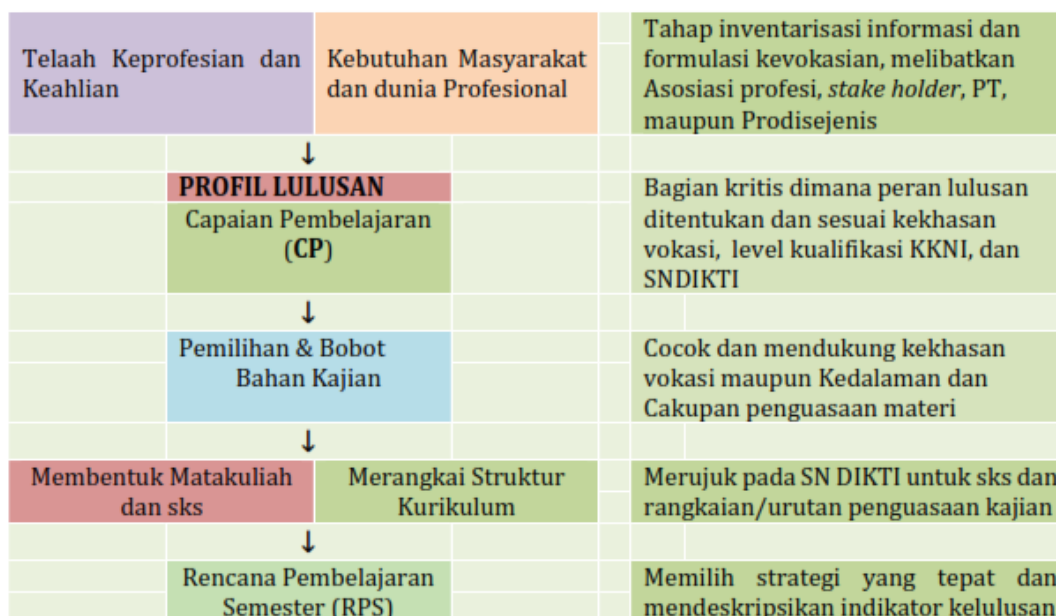 Telaah Keprofesian dan
Keahlian
Kebutuhan Masyarakat
dan dunia Profesional
Tahap inventarisasi informasi dan
formulasi kevokasian, melibatkan
Asosiasi profesi, stake holder, PT,
maupun Prodisejenis
↓
PROFIL LULUSAN
Capaian Pembelajaran
(CP)
Bagian kritis dimana peran lulusan
ditentukan dan sesuai kekhasan
vokasi, level kualifikasi KKNI, dan
SNDIKTI
↓
Pemilihan & Bobot
Bahan Kajian
Cocok dan mendukung kekhasan
vokasi maupun Kedalaman dan
Cakupan penguasaan materi
↓
Membentuk Matakuliah
dan sks
Merangkai Struktur
Kurikulum
Merujuk pada SN DIKTI untuk sks dan
rangkaian/urutan penguasaan kajian
↓
Rencana Pembelajaran
Semester (RPS)
Memilih strategi yang tepat dan
mendeskripsikan indikator kelulusan